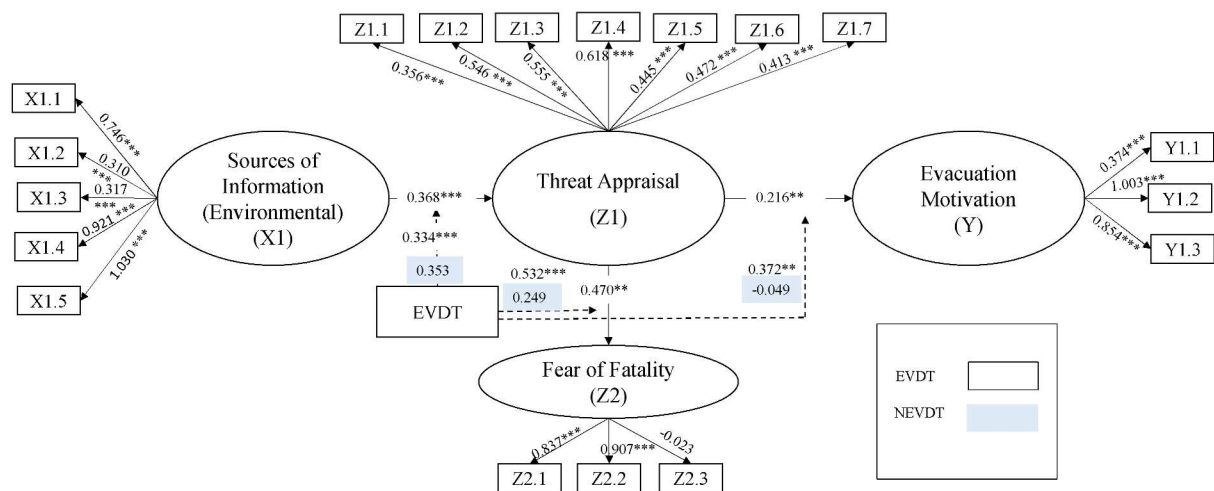 Z1.1
Z1.2
Z1.3
Z1.4
Z1.5
Z1.6
Z1.7
0.356***
0.546 ***
0.555 ***
0.618 ***
0.445 ***
0.472 ***
0.413 ***
X1.1
X1.2
X1.3
X1.4
X1.5
0.746***
0.310
***
0.317
***
0.921 ***
1.030 ***
Sources of
Information
(Environmental)
(X1)
0.368***
Threat Appraisal
(Z1)
0.216**
Evacuation
Motivation
(Y)
0.374***
1.003***
0.854***
Y1.1
Y1.2
Y1.3
0.334***
0.353
0.532***
0.249
0.470**
0.372**
-0.049
EVDT
Fear of Fatality
(Z2)
0.837***
0.907***
-0.023
Z2.1
Z2.2
Z2.3
EVDT
NEVDT